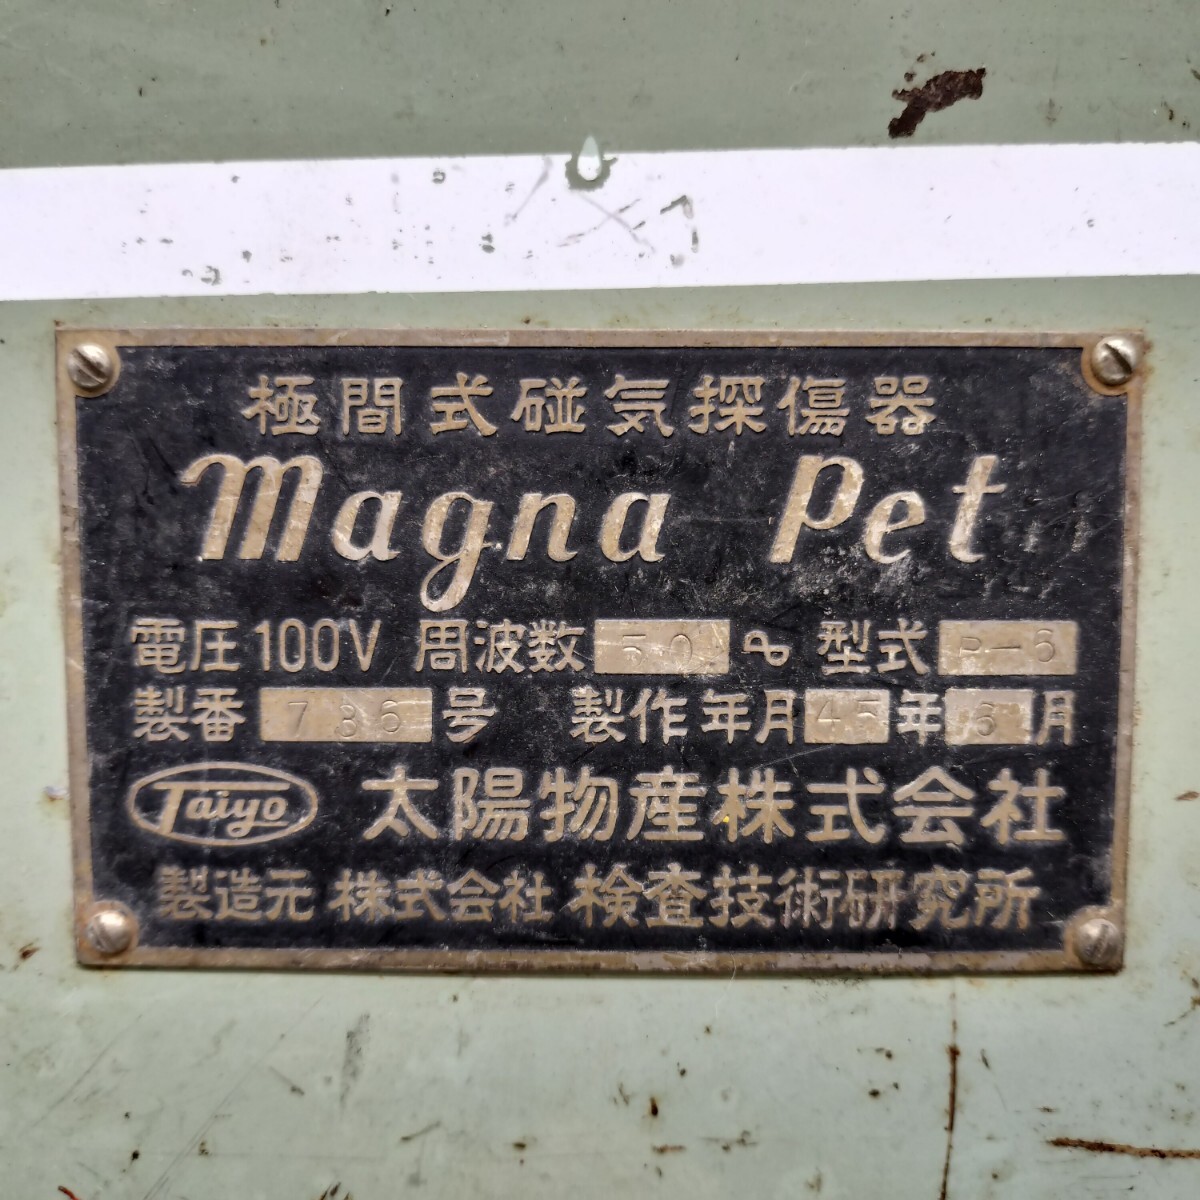 極間式磁気探傷器
Magna Pet
電圧100V 周波数 50 ∾ 型式 P-6
製番 736 号 製作年月 45 年 6 月
Taiyo 太陽物産株式会社
製造元 株式会社 検査技術研究所